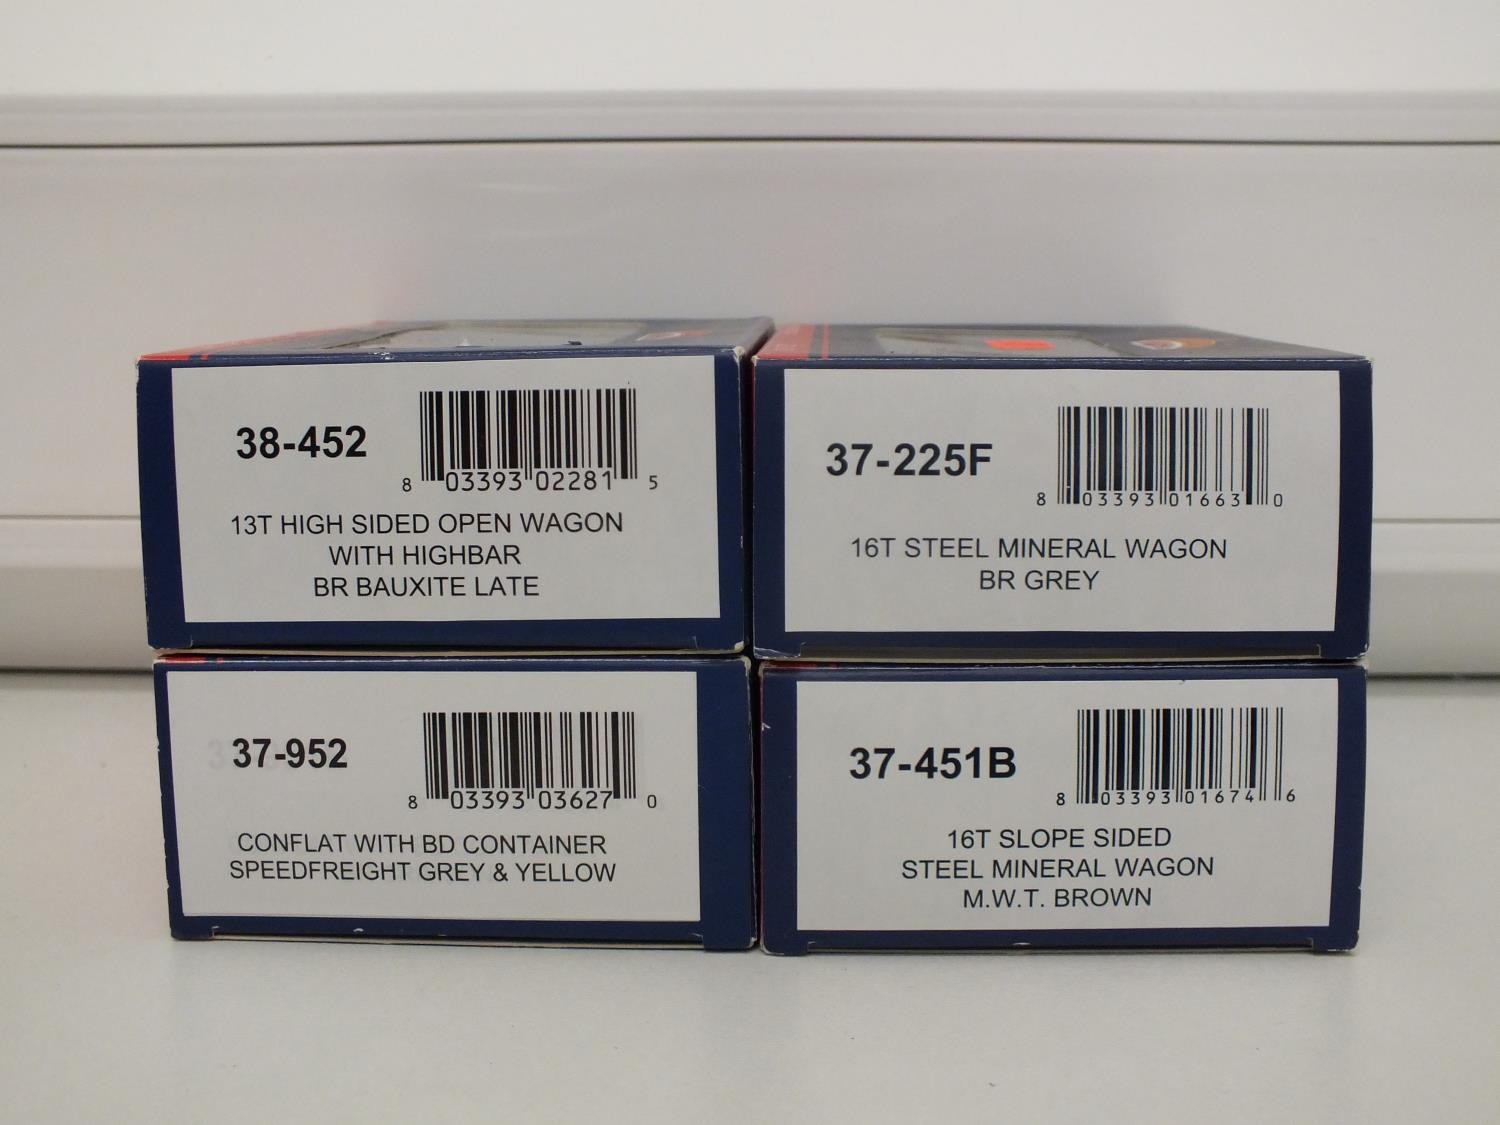 38-452
8 03393 02281 5
13T HIGH SIDED OPEN WAGON
WITH HIGHBAR
BR BAUXITE LATE
37-225F
8 03393 01663 0
16T STEEL MINERAL WAGON
BR GREY
37-952
8 03393 03627 0
CONFLAT WITH BD CONTAINER
SPEEDFREIGHT GREY & YELLOW
37-451B
8 03393 01674 6
16T SLOPE SIDED
STEEL MINERAL WAGON
M.W.T. BROWN